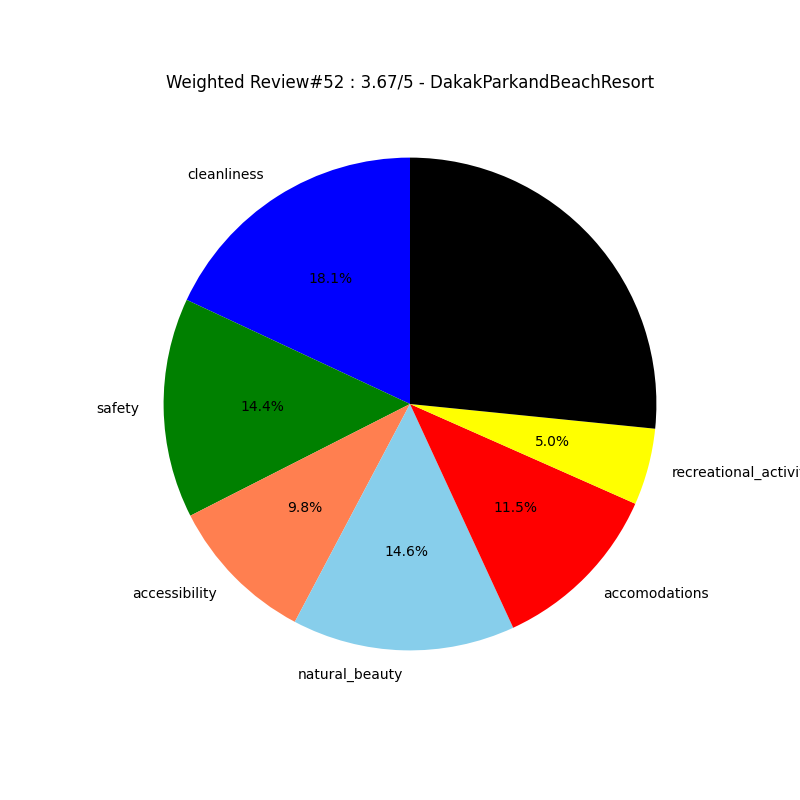 Weighted Review#52 : 3.67/5 - DakakParkandBeachResort
cleanliness
18.1%
safety
14.4%
5.0%
recreational_activi
9.8%
11.5%
14.6%
accessibility
accomodations
natural_beauty